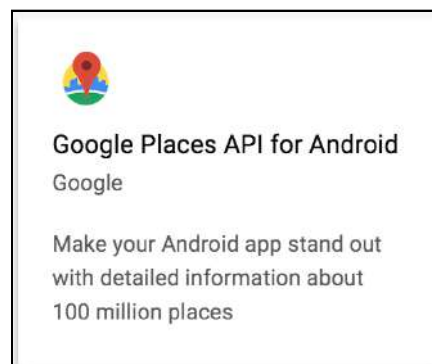 Google Places API for Android
Google
Make your Android app stand out
with detailed information about
100 million places